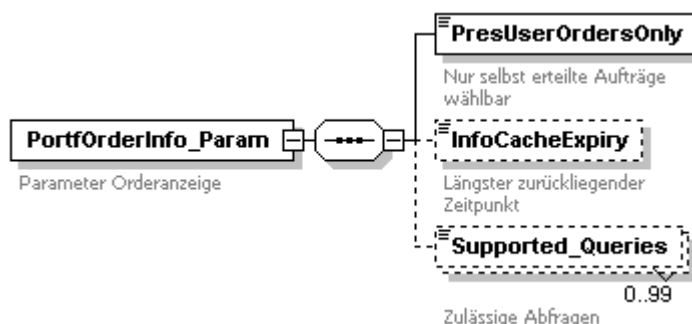 PresUserOrdersOnly
Nur selbst erteilte Aufträge
wählbar
PortfOrderInfo_Param
Parameter Orderanzeige
InfoCacheExpiry
Längster zurückliegender
Zeitpunkt
Supported_Queries
0..99
Zulässige Abfragen